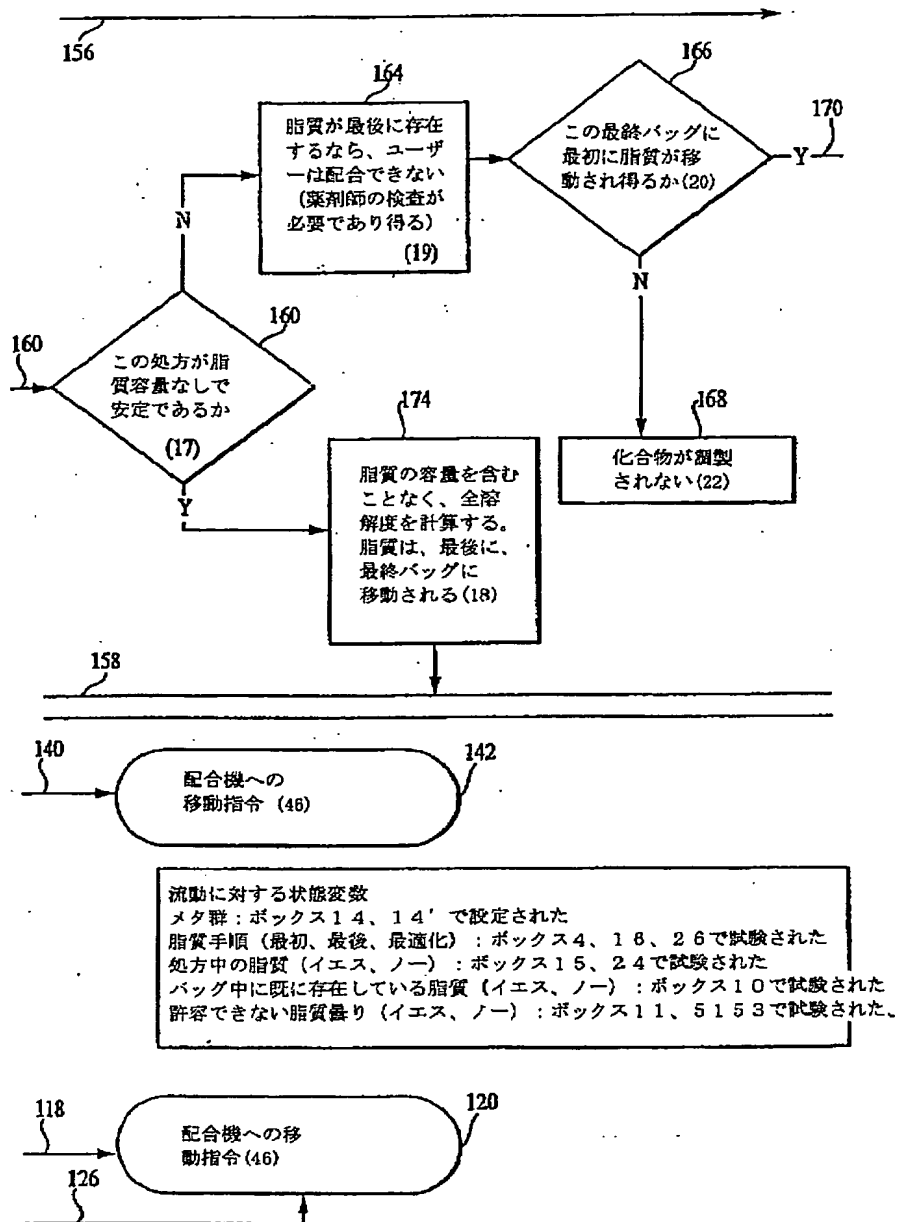 156
164
脂質が最後に存在
するなら、ユーザ
ーは配合できない
(薬剤師の検査が
必要であり得る)
(19)
166
この最終バッグに
最初に脂質が移
動され得るか(20)
170
Y
N
N
160
160
この処方が脂
質容量なしで
安定であるか
(17)
Y
174
脂質の容量を含む
ことなく、全溶
解度を計算する。
脂質は、最後に、
最終バッグに
移動される(18)
168
化合物が調製
されない(22)
158
140
配合機への
移動指令 (46)
142
流動に対する状態変数
メタ群:ボックス14、14'で設定された
脂質手順(最初、最後、最適化):ボックス4、16、26で試験された
処方中の脂質(イエス、ノー):ボックス15、24で試験された
バッグ中に既に存在している脂質(イエス、ノー):ボックス10で試験された
許容できない脂質曇り(イエス、ノー):ボックス11、5153で試験された、
118
配合機への移
動指令(46)
120
126